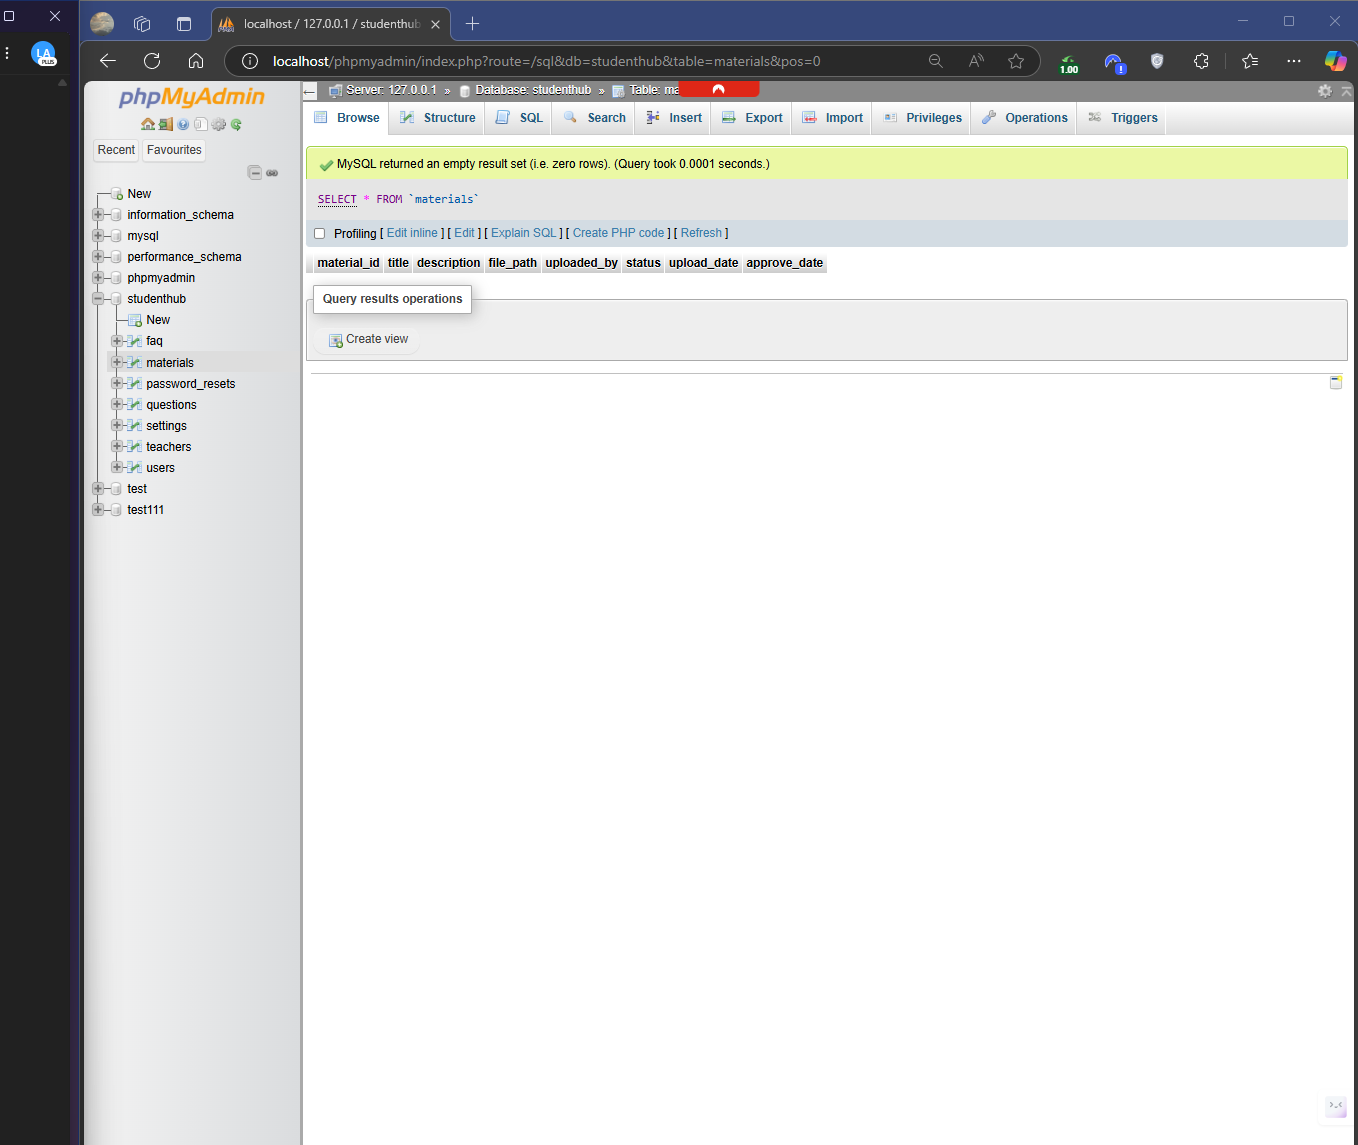 LA
PLUS
localhost / 127.0.0.1 / studenthub
localhost/phpmyadmin/index.php?route=/sql&db=studenthub&table=materials&pos=0
1.00
phpMyAdmin
Recent Favourites
New
information_schema
mysql
performance_schema
phpmyadmin
studenthub
New
faq
materials
password_resets
questions
settings
teachers
users
test
test111
Server: 127.0.0.1 » Database: studenthub » Table: ma
Browse Structure SQL Search Insert Export Import Privileges Operations Triggers
MySQL returned an empty result set (i.e. zero rows). (Query took 0.0001 seconds.)
SELECT * FROM `materials`
Profiling [ Edit inline ] [ Edit ] [ Explain SQL ] [ Create PHP code ] [ Refresh ]
material_id title description file_path uploaded_by status upload_date approve_date
Query results operations
Create view